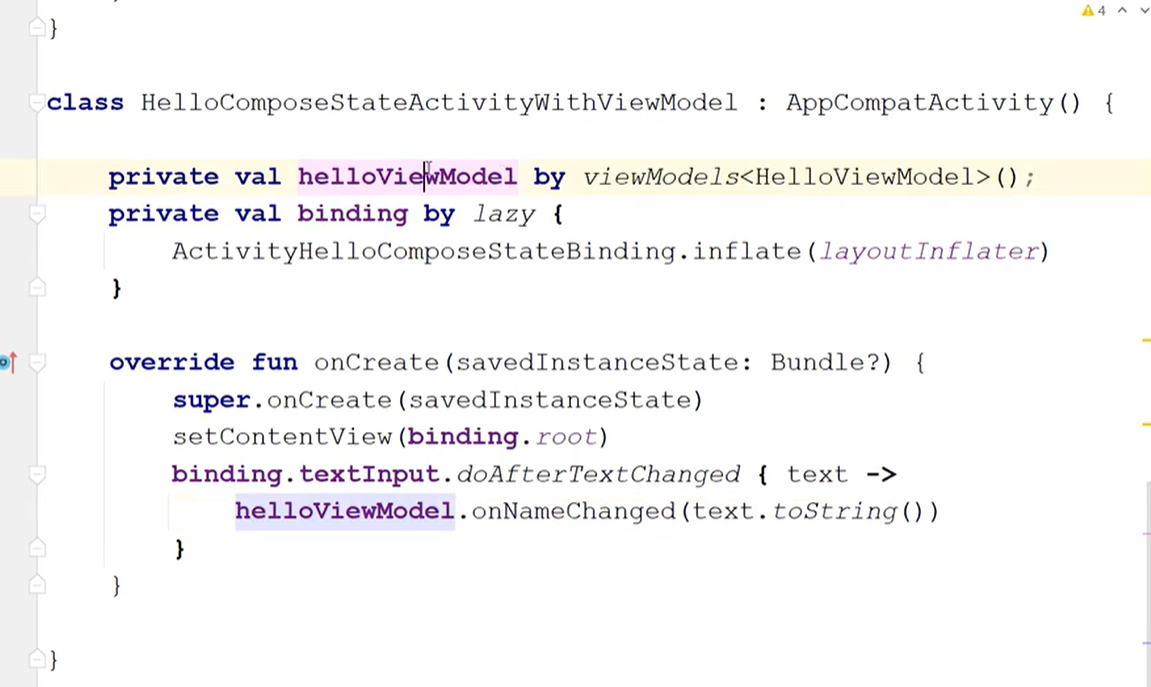 4
}
class HelloComposeStateActivityWithViewModel : AppCompatActivity() {
private val helloViewModel by viewModels<HelloViewModel>();
private val binding by lazy {
ActivityHelloComposeStateBinding.inflate(layoutInflater)
}
override fun onCreate(savedInstanceState: Bundle?) {
super.onCreate(savedInstanceState)
setContentView(binding.root)
binding.textInput.doAfterTextChanged { text ->
helloViewModel.onNameChanged(text.toString())
}
}
}